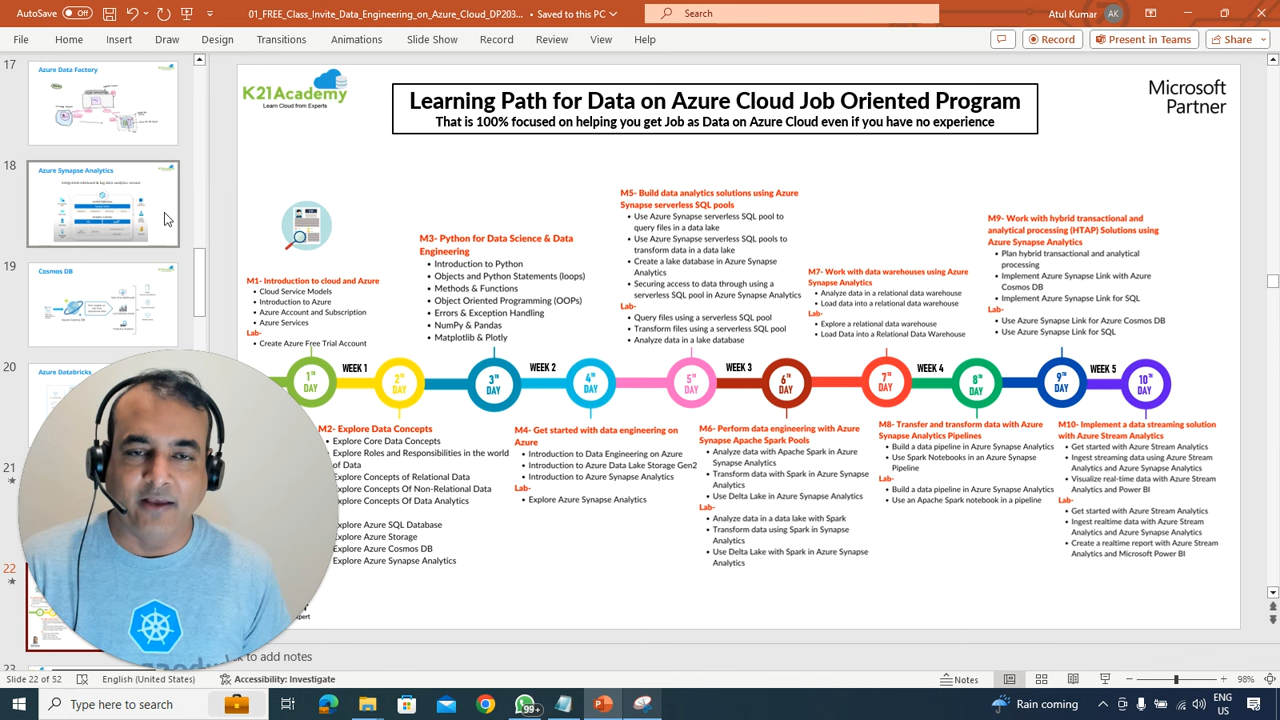 AutoSave Off
01_FREE_Class_Azure_Cloud_DP203...
• Saved to this PC
Search
Atul Kumar
AK
File
Home
Insert
Draw
Design
Transitions
Animations
Slide Show
Record
Review
View
Help
Record
Present in Teams
Share
17
Azure Data Factory
18
Azure Synapse Analytics
19
Cosmos DB
20
Azure Databricks
21
22
23
K21Academy
Learn Cloud from Experts
Learning Path for Data on Azure Cloud Job Oriented Program
That is 100% focused on helping you get Job as Data on Azure Cloud even if you have no experience
Microsoft
Partner
M1- Introduction to cloud and Azure
• Cloud Service Models
• Introduction to Azure
• Azure Account and Subscription
• Azure Services
Lab-
• Create Azure Free Trial Account
M3- Python for Data Science & Data
Engineering
• Introduction to Python
• Objects and Python Statements (loops)
• Methods & Functions
• Object Oriented Programming (OOPs)
• Errors & Exception Handling
• NumPy & Pandas
• Matplotlib & Plotly
M5- Build data analytics solutions using Azure
Synapse serverless SQL pools
• Use Azure Synapse serverless SQL pool to
query files in a data lake
• Use Azure Synapse serverless SQL pools to
transform data in a data lake
• Create a lake database in Azure Synapse
Analytics
• Securing access to data through using a
serverless SQL pool in Azure Synapse Analytics
Lab-
• Query files using a serverless SQL pool
• Transform files using a serverless SQL pool
• Analyze data in a lake database
M7- Work with data warehouses using Azure
Synapse Analytics
• Analyze data in a relational data warehouse
• Load data into a relational data warehouse
Lab-
• Explore a relational data warehouse
• Load Data into a Relational Data Warehouse
M9- Work with hybrid transactional and
analytical processing (HTAP) Solutions using
Azure Synapse Analytics
• Plan hybrid transactional and analytical
processing
• Implement Azure Synapse Link with Azure
Cosmos DB
• Implement Azure Synapse Link for SQL
Lab-
• Use Azure Synapse Link for Azure Cosmos DB
• Use Azure Synapse Link for SQL
1ST DAY
WEEK 1
2ND DAY
3RD DAY
WEEK 2
4TH DAY
5TH DAY
WEEK 3
6TH DAY
7TH DAY
WEEK 4
8TH DAY
9TH DAY
WEEK 5
10TH DAY
M2- Explore Data Concepts
• Explore Core Data Concepts
Explore Roles and Responsibilities in the world
of Data
Explore Concepts of Relational Data
Explore Concepts Of Non-Relational Data
Explore Concepts Of Data Analytics
Explore Azure SQL Database
Explore Azure Storage
Explore Azure Cosmos DB
Explore Azure Synapse Analytics
M4- Get started with data engineering on
Azure
• Introduction to Data Engineering on Azure
• Introduction to Azure Data Lake Storage Gen2
• Introduction to Azure Synapse Analytics
Lab-
• Explore Azure Synapse Analytics
M6- Perform data engineering with Azure
Synapse Apache Spark Pools
• Analyze data with Apache Spark in Azure
Synapse Analytics
• Transform data with Spark in Azure Synapse
Analytics
• Use Delta Lake in Azure Synapse Analytics
Lab-
• Analyze data in a data lake with Spark
• Transform data using Spark in Synapse
Analytics
• Use Delta Lake with Spark in Azure Synapse
Analytics
M8- Transfer and transform data with Azure
Synapse Analytics Pipelines
• Build a data pipeline in Azure Synapse Analytics
• Use Spark Notebooks in an Azure Synapse
Pipeline
Lab-
• Build a data pipeline in Azure Synapse Analytics
• Use an Apache Spark notebook in a pipeline
M10- Implement a data streaming solution
with Azure Stream Analytics
• Get started with Azure Stream Analytics
• Ingest streaming data using Azure Stream
Analytics and Azure Synapse Analytics
• Visualize real-time data with Azure Stream
Analytics and Power BI
Lab-
• Get started with Azure Stream Analytics
• Ingest realtime data with Azure Stream
Analytics and Azure Synapse Analytics
• Create a realtime report with Azure Stream
Analytics and Microsoft Power BI
ck to add notes
Slide 22 of 52
English (United States)
Accessibility: Investigate
Notes
98%
Type here to search
99+
Rain coming
ENG
US